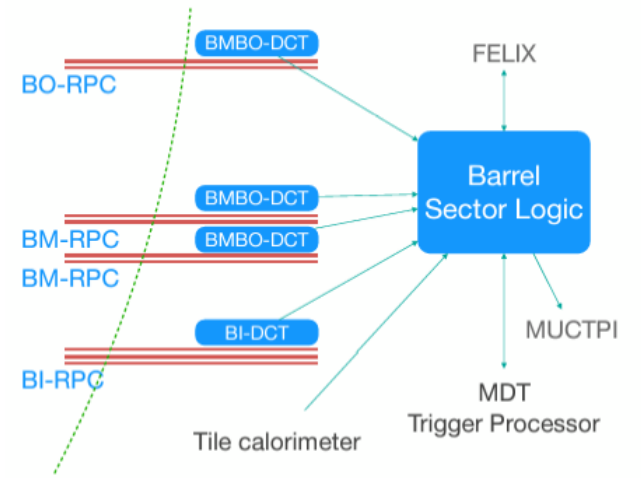 BMBO-DCT
FELIX
BO-RPC
Barrel
Sector Logic
BMBO-DCT
BM-RPC
BMBO-DCT
BM-RPC
BI-DCT
MUCTPI
BI-RPC
MDT
Trigger Processor
Tile calorimeter